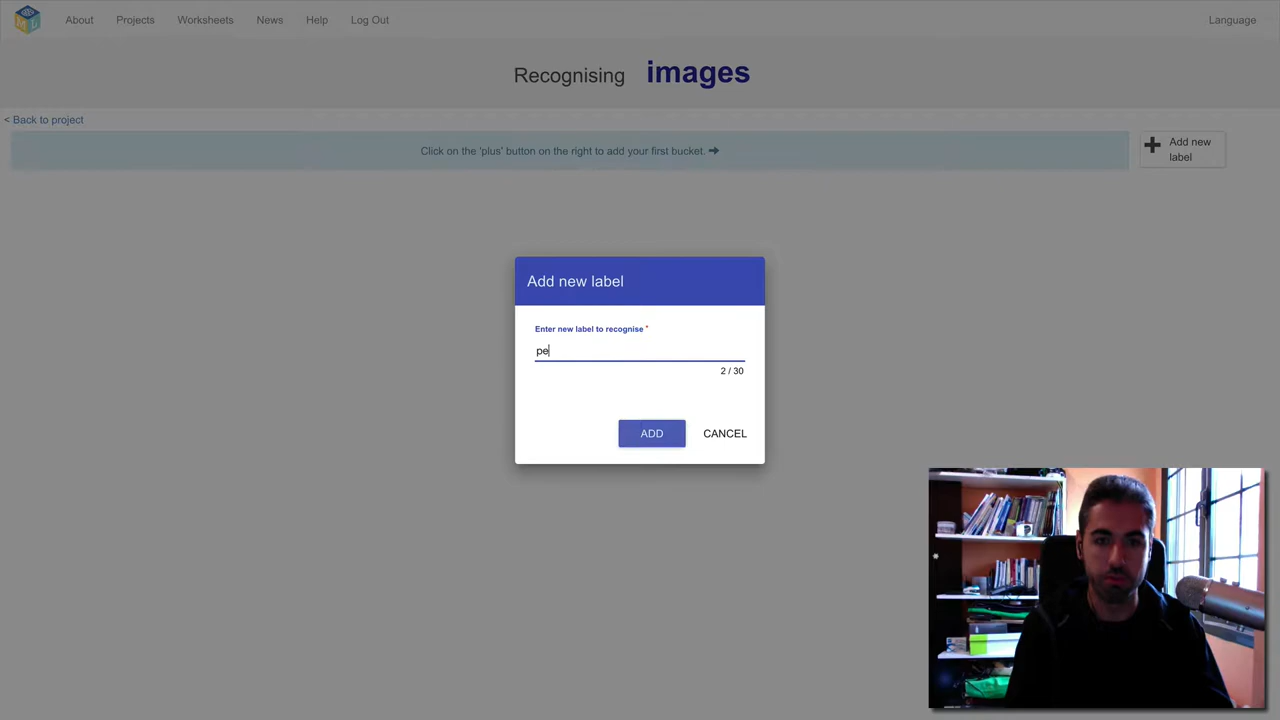 About Projects Worksheets News Help Log Out Language
Recognising images
< Back to project
Click on the 'plus' button on the right to add your first bucket.
Add new
label
Add new label
Enter new label to recognise *
pe
2 / 30
ADD CANCEL